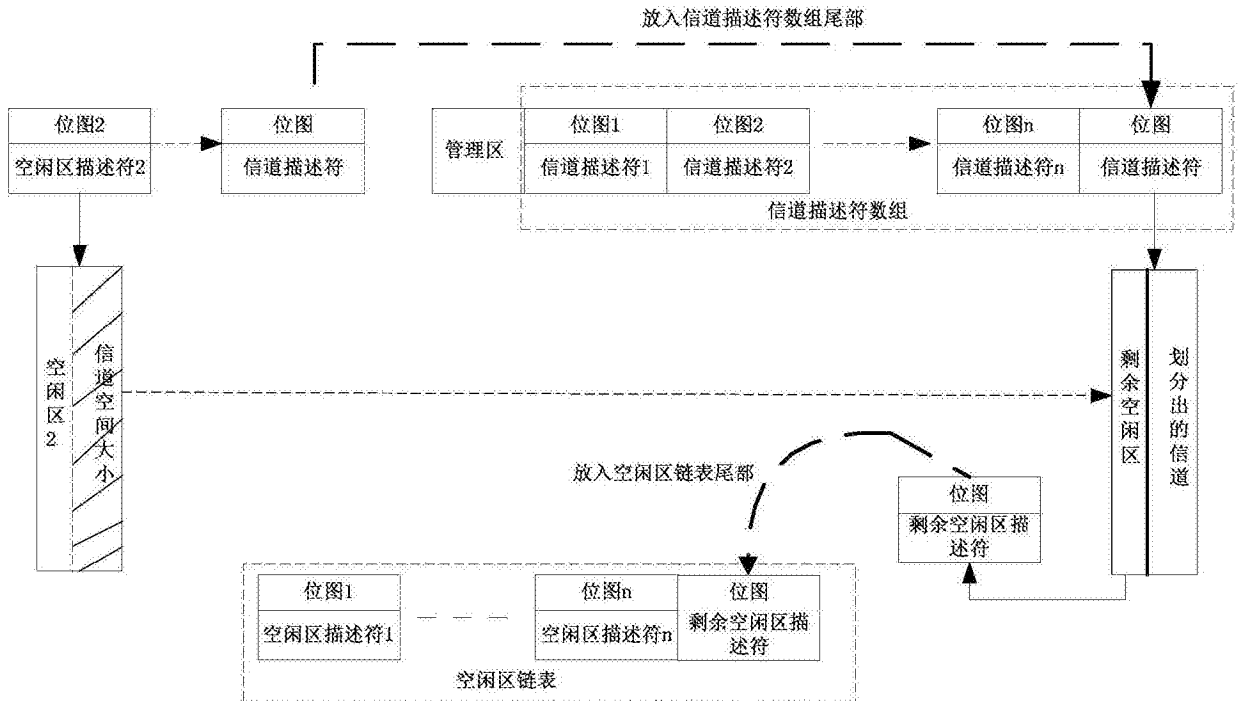 放入信道描述符数组尾部
位图2
空闲区描述符2
位图
信道描述符
管理区
位图1
信道描述符1
位图2
信道描述符2
位图n
信道描述符n
位图
信道描述符
信道描述符数组
空闲区2
信道空间大小
剩余空闲区
划分出的信道
放入空闲区链表尾部
位图
剩余空闲区描
述符
位图1
空闲区描述符1
位图n
空闲区描述符n
位图
剩余空闲区描
述符
空闲区链表